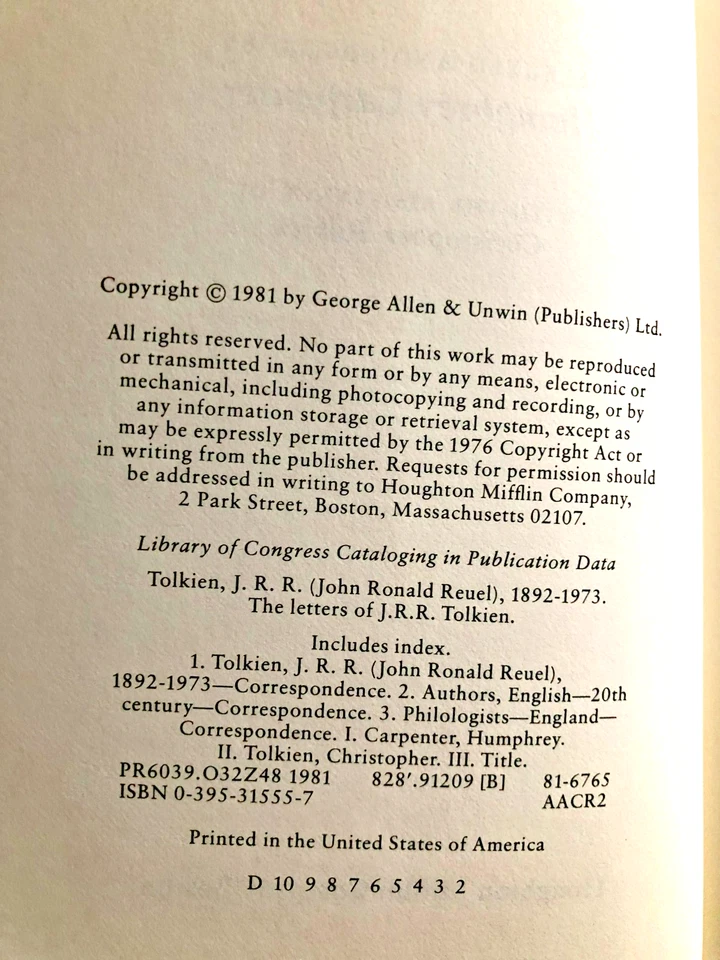 Copyright © 1981 by George Allen & Unwin (Publishers) Ltd.
All rights reserved. No part of this work may be reproduced
or transmitted in any form or by any means, electronic or
mechanical, including photocopying and recording, or by
any information storage or retrieval system, except as
may be expressly permitted by the 1976 Copyright Act or
in writing from the publisher. Requests for permission should
be addressed in writing to Houghton Mifflin Company,
2 Park Street, Boston, Massachusetts 02107.
Library of Congress Cataloging in Publication Data
Tolkien, J. R. R. (John Ronald Reuel), 1892-1973.
The letters of J.R.R. Tolkien.
Includes index.
1. Tolkien, J. R. R. (John Ronald Reuel),
1892-1973—Correspondence. 2. Authors, English—20th
century—Correspondence. 3. Philologists—England—
Correspondence. I. Carpenter, Humphrey.
II. Tolkien, Christopher. III. Title.
PR6039.O32Z48 1981 828'.91209 [B] 81-6765
ISBN 0-395-31555-7 AACR2
Printed in the United States of America
D 10 9 8 7 6 5 4 3 2